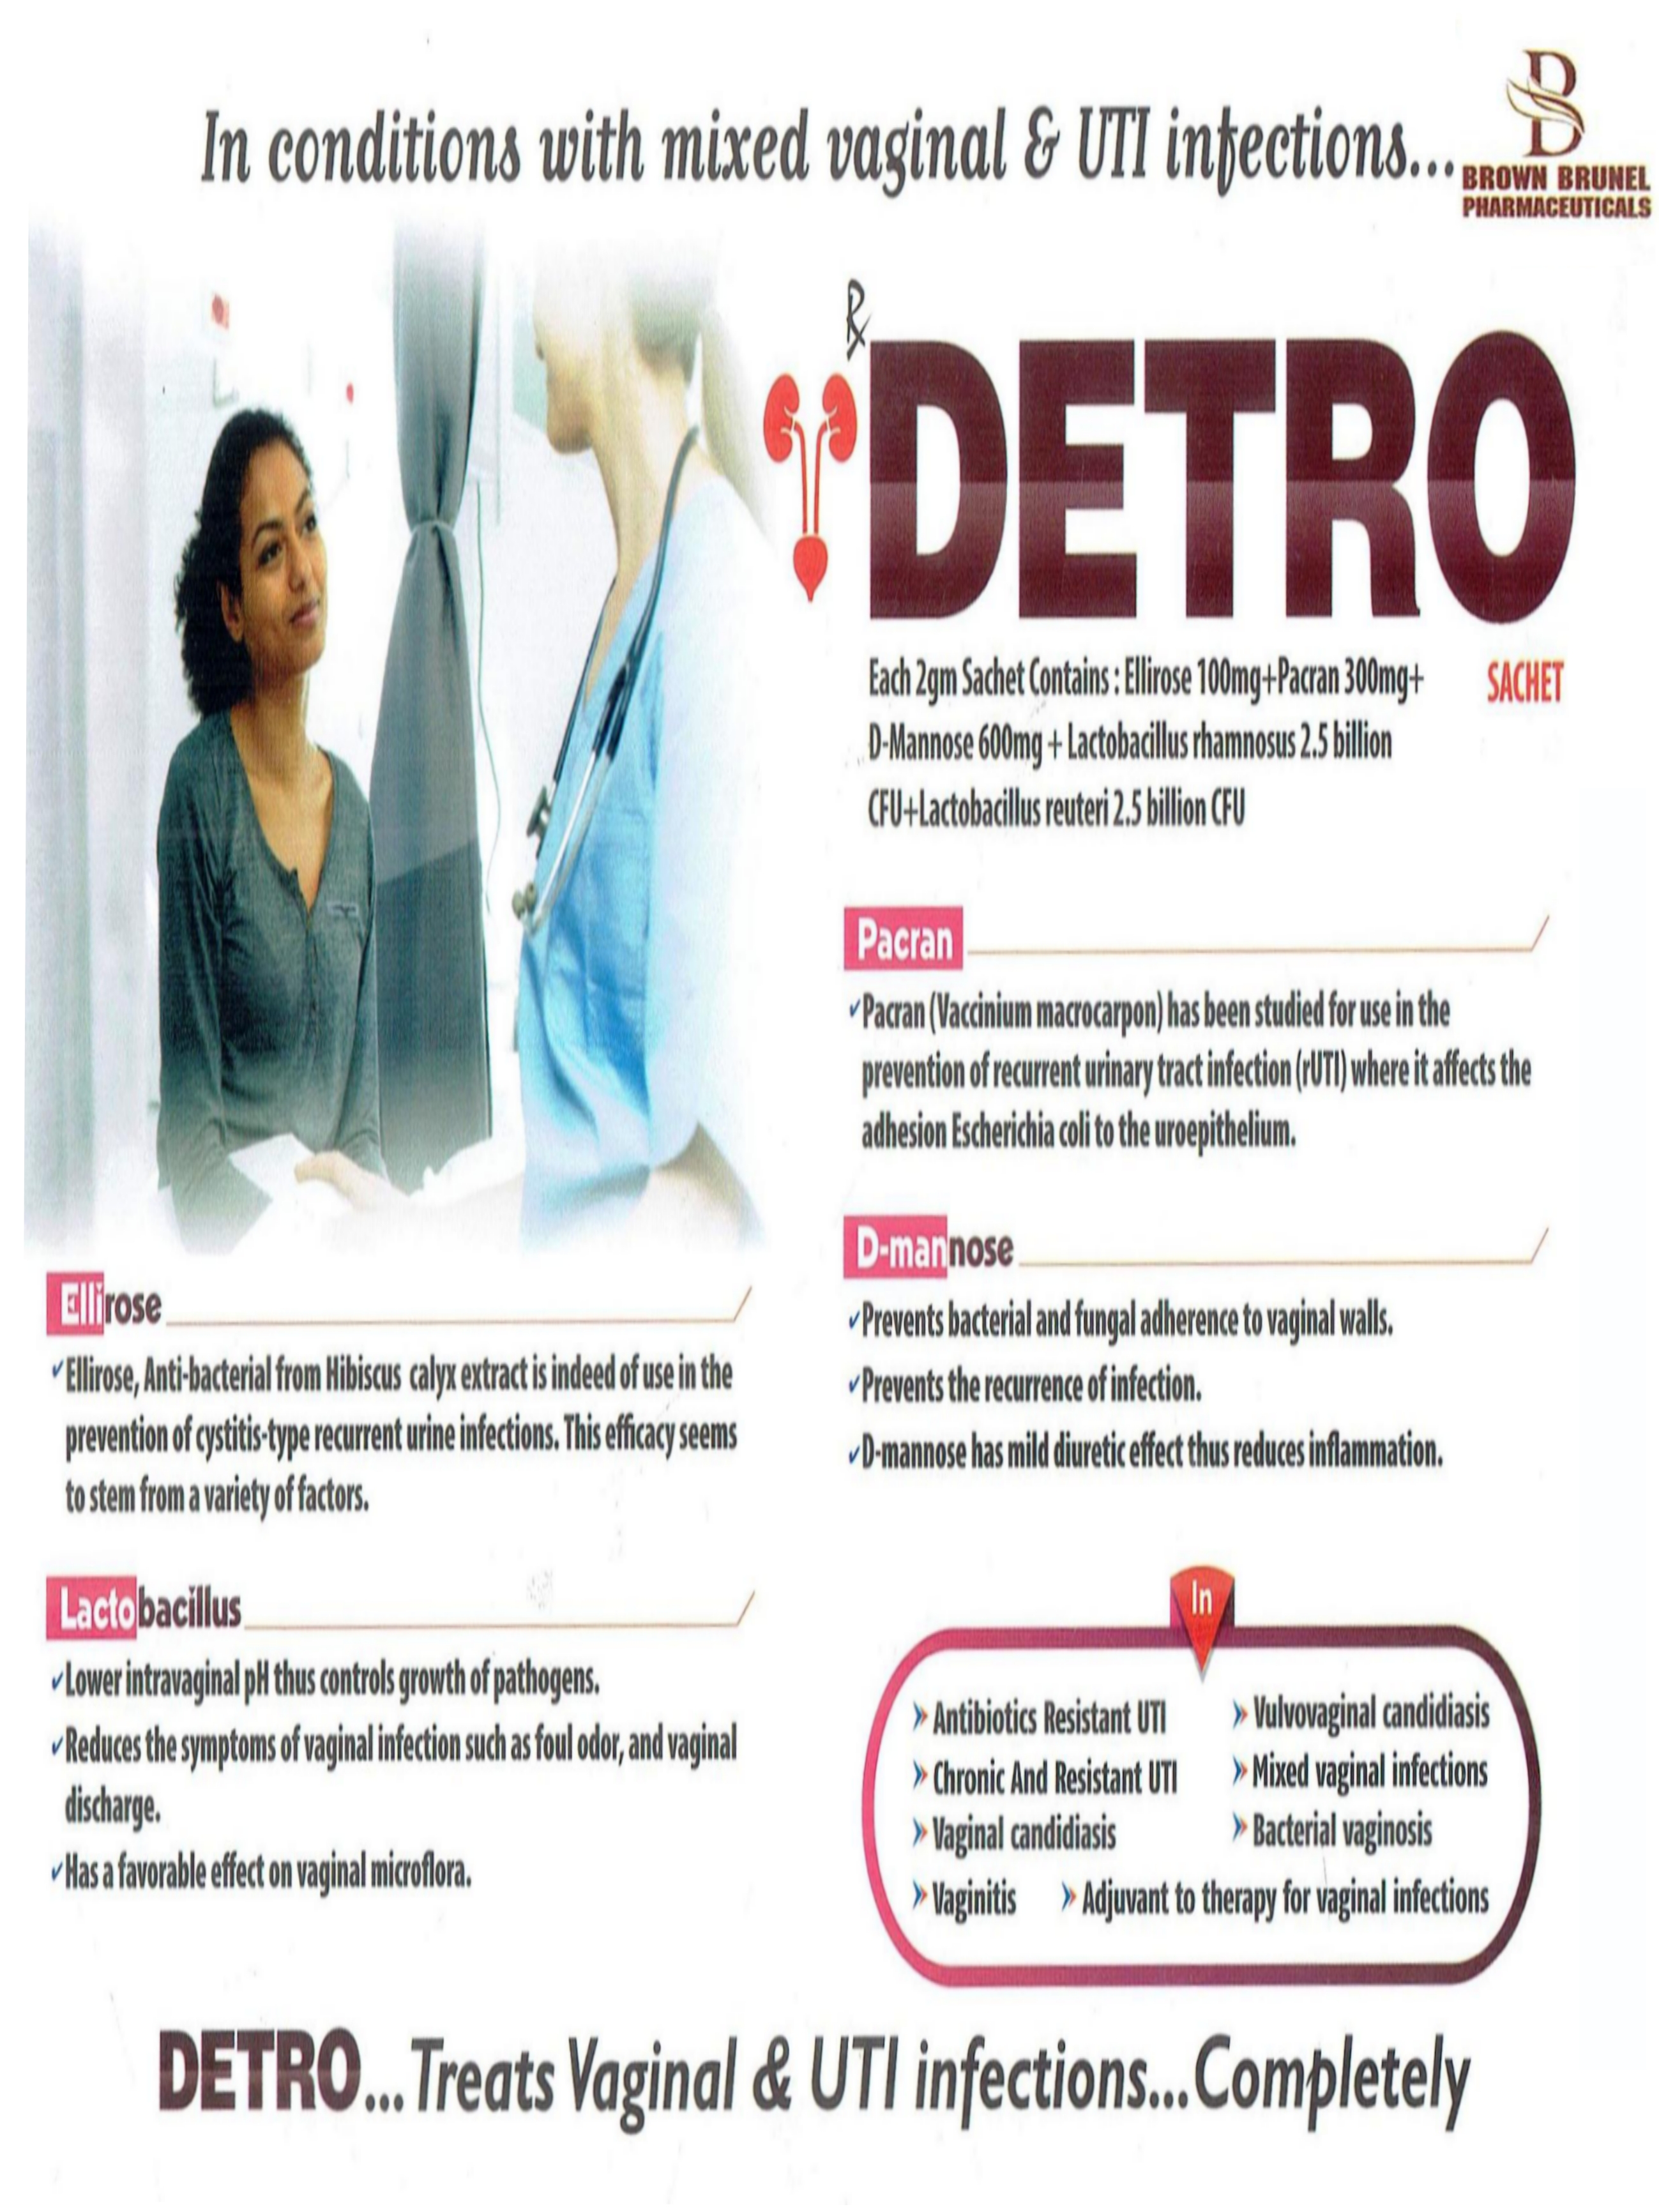 In conditions with mixed vaginal & UTI infections...
B
BROWN BRUNEL
PHARMACEUTICALS
℞
DETRO
SACHET
Each 2gm Sachet Contains : Ellirose 100mg+Pacran 300mg+
D-Mannose 600mg + Lactobacillus rhamnosus 2.5 billion
CFU+Lactobacillus reuteri 2.5 billion CFU
Pacran
✓Pacran (Vaccinium macrocarpon) has been studied for use in the
prevention of recurrent urinary tract infection (rUTI) where it affects the
adhesion Escherichia coli to the uroepithelium.
D-mannose
✓Prevents bacterial and fungal adherence to vaginal walls.
✓Prevents the recurrence of infection.
✓D-mannose has mild diuretic effect thus reduces inflammation.
Ellirose
✓Ellirose, Anti-bacterial from Hibiscus calyx extract is indeed of use in the
prevention of cystitis-type recurrent urine infections. This efficacy seems
to stem from a variety of factors.
Lactobacillus
✓Lower intravaginal pH thus controls growth of pathogens.
✓Reduces the symptoms of vaginal infection such as foul odor, and vaginal
discharge.
✓Has a favorable effect on vaginal microflora.
In
Antibiotics Resistant UTI
Vulvovaginal candidiasis
Chronic And Resistant UTI
Mixed vaginal infections
Vaginal candidiasis
Bacterial vaginosis
Vaginitis
Adjuvant to therapy for vaginal infections
DETRO...Treats Vaginal & UTI infections...Completely